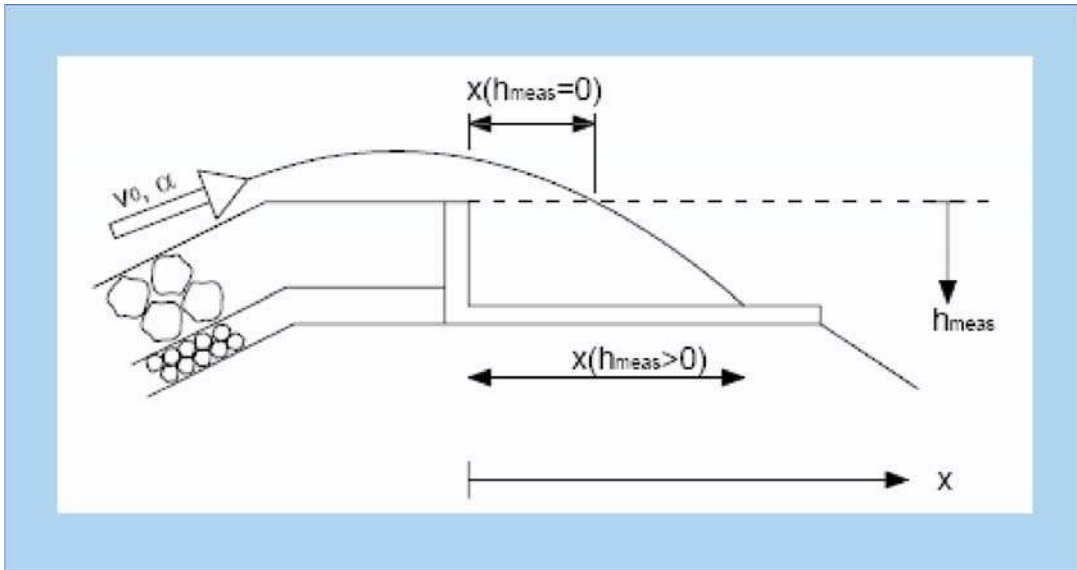 x(hmeas=0)
v0, α
hmeas
x(hmeas>0)
x